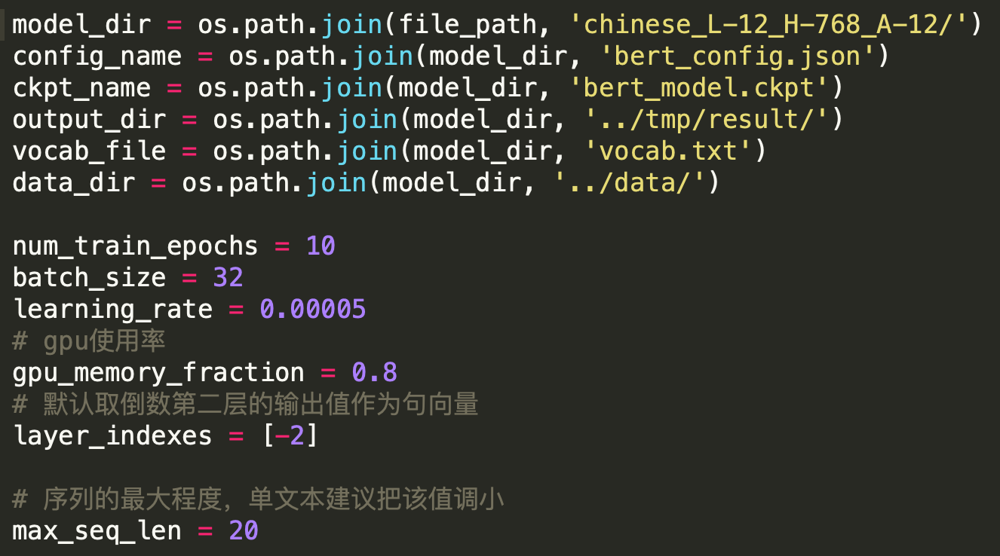 model_dir = os.path.join(file_path, 'chinese_L-12_H-768_A-12/')
config_name = os.path.join(model_dir, 'bert_config.json')
ckpt_name = os.path.join(model_dir, 'bert_model.ckpt')
output_dir = os.path.join(model_dir, '../tmp/result/')
vocab_file = os.path.join(model_dir, 'vocab.txt')
data_dir = os.path.join(model_dir, '../data/')
num_train_epochs = 10
batch_size = 32
learning_rate = 0.00005
# gpu使用率
gpu_memory_fraction = 0.8
# 默认取倒数第二层的输出值作为句向量
layer_indexes = [-2]
# 序列的最大程度，单文本建议把该值调小
max_seq_len = 20